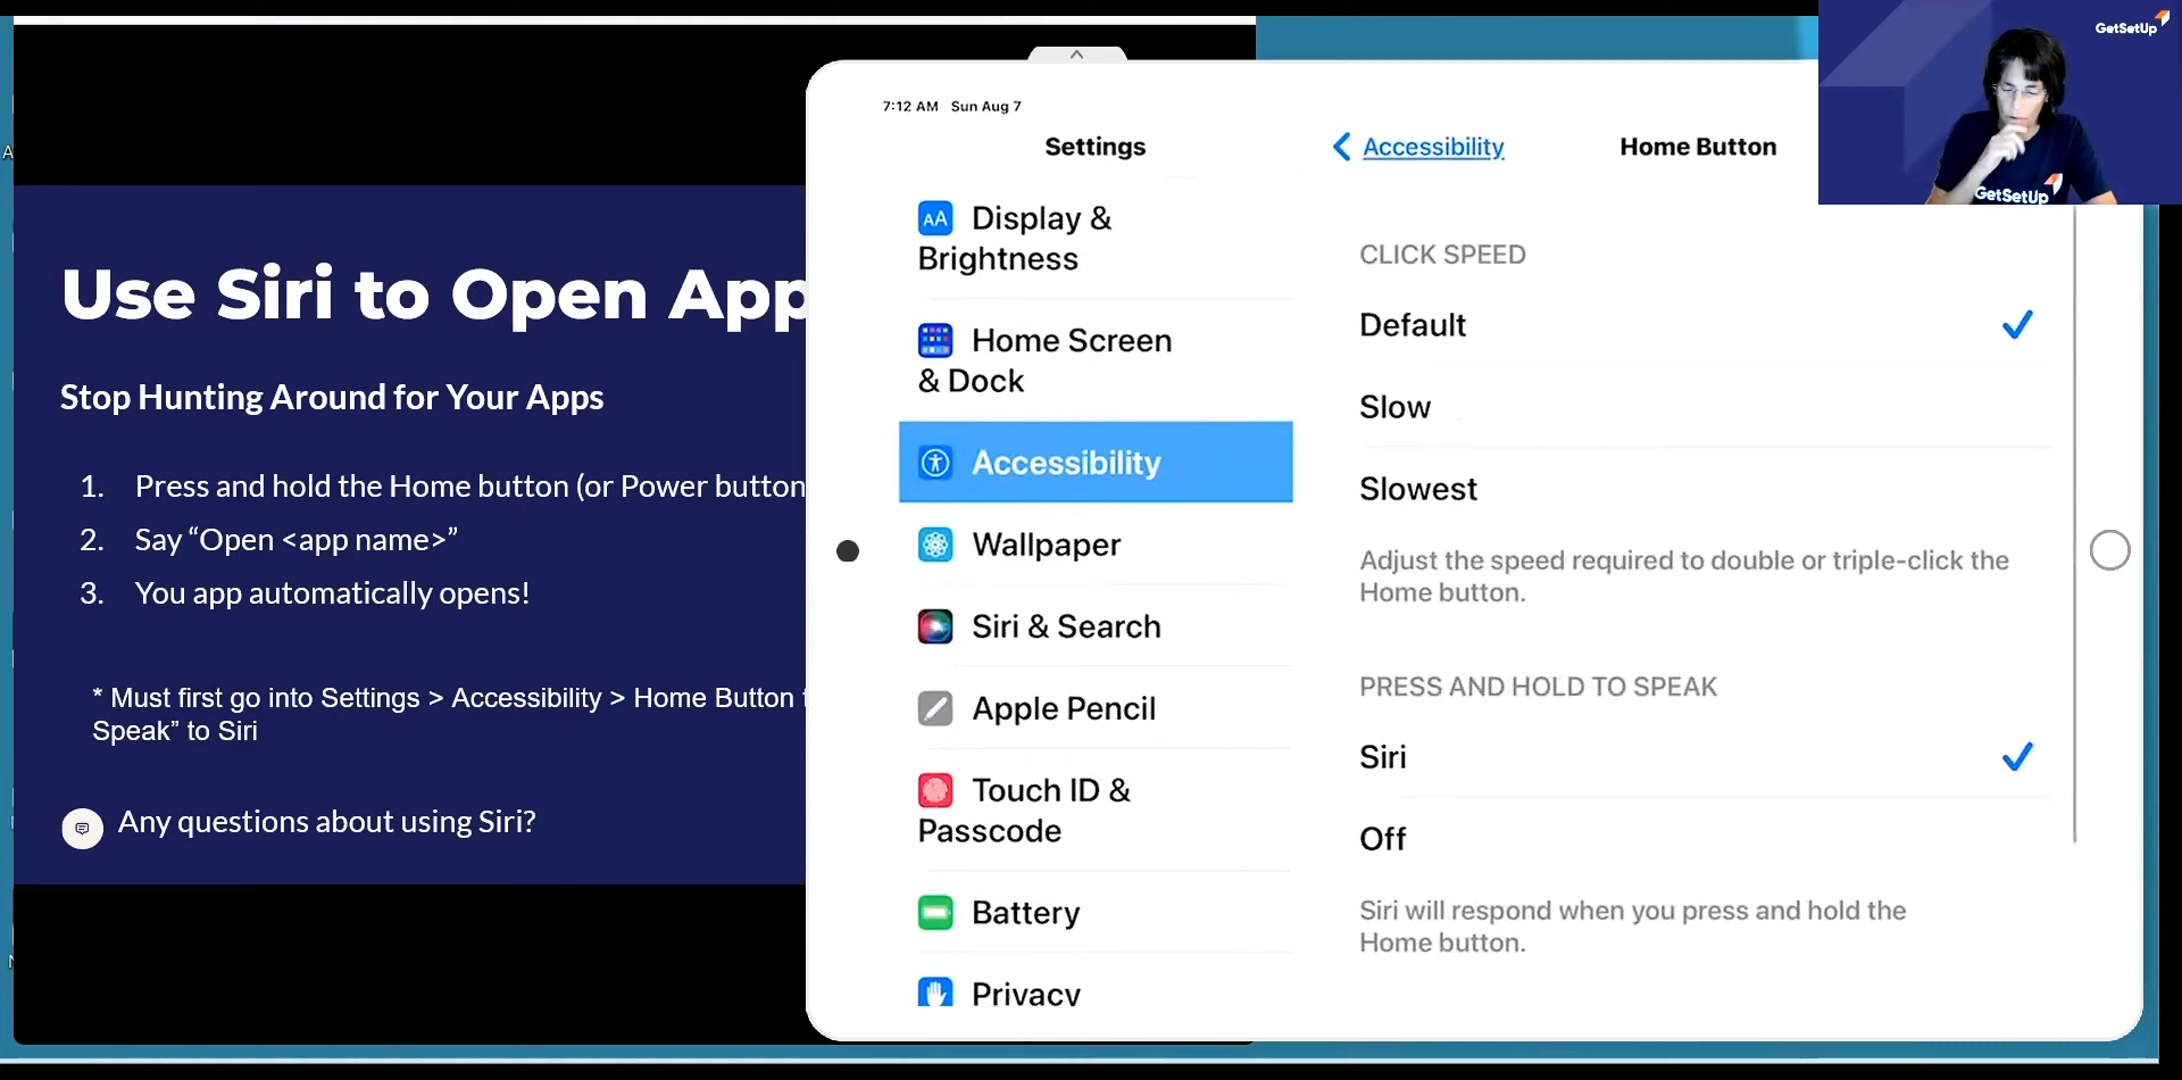 GetSetUp
GetSetUp
7:12 AM Sun Aug 7
Settings
Accessibility
Home Button
Use Siri to Open App
Stop Hunting Around for Your Apps
1. Press and hold the Home button (or Power button
2. Say “Open <app name>”
3. You app automatically opens!
* Must first go into Settings > Accessibility > Home Button
Speak” to Siri
Any questions about using Siri?
Display &
Brightness
Home Screen
& Dock
Accessibility
Wallpaper
Siri & Search
Apple Pencil
Touch ID &
Passcode
Battery
Privacy
CLICK SPEED
Default
Slow
Slowest
Adjust the speed required to double or triple-click the
Home button.
PRESS AND HOLD TO SPEAK
Siri
Off
Siri will respond when you press and hold the
Home button.